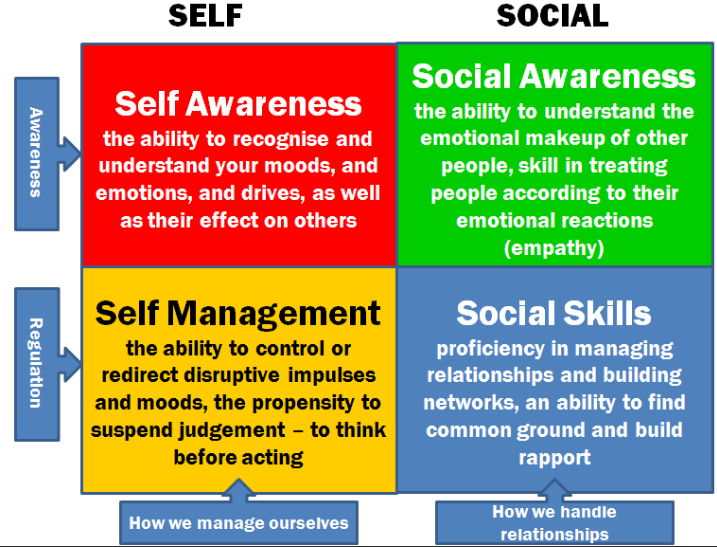 SELF
SOCIAL
Awareness
Self Awareness
the ability to recognise and
understand your moods, and
emotions, and drives, as well
as their effect on others
Social Awareness
the ability to understand the
emotional makeup of other
people, skill in treating
people according to their
emotional reactions
(empathy)
Regulation
Self Management
the ability to control or
redirect disruptive impulses
and moods, the propensity to
suspend judgement – to think
before acting
Social Skills
proficiency in managing
relationships and building
networks, an ability to find
common ground and build
rapport
How we manage ourselves
How we handle
relationships